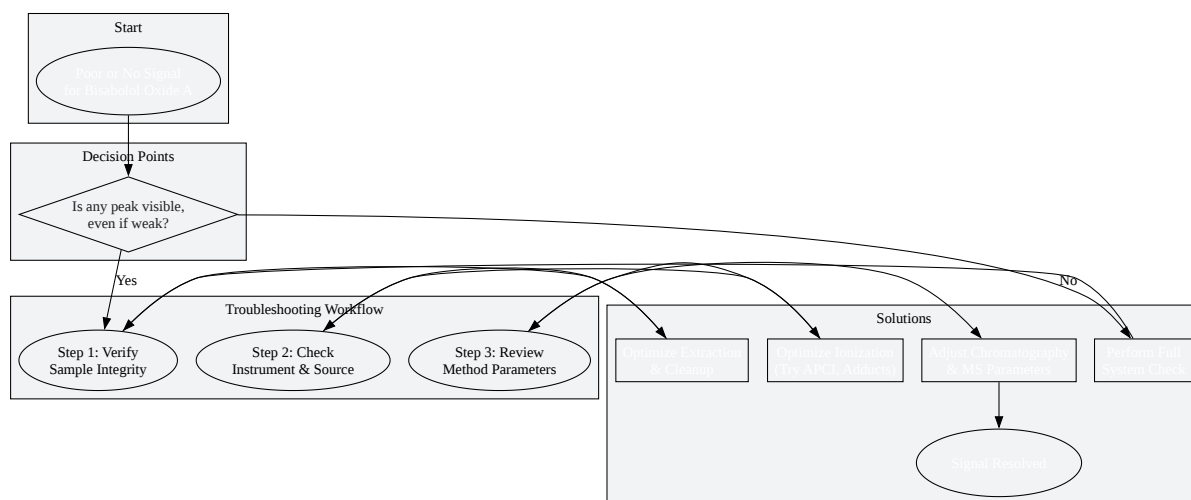 Start
Poor or No Signal
for Bisabolol Oxide A
Decision Points
Is any peak visible,
even if weak?
Yes
No
Troubleshooting Workflow
Step 1: Verify
Sample Integrity
Step 2: Check
Instrument & Source
Step 3: Review
Method Parameters
Solutions
Optimize Extraction
& Cleanup
Optimize Ionization
(Try APCI, Adducts)
Adjust Chromatography
& MS Parameters
Perform Full
System Check
Signal Resolved